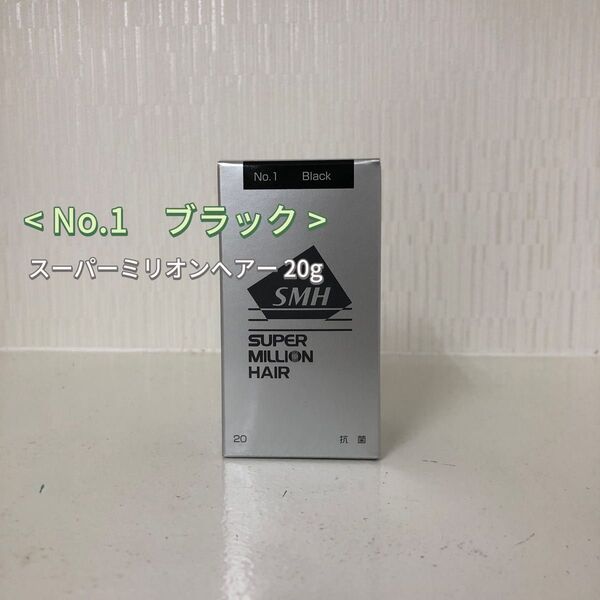 No.1 Black
< No.1 ブラック >
スーパーミリオンヘアー 20g
SMH
SUPER
MILLION
HAIR
20 抗菌